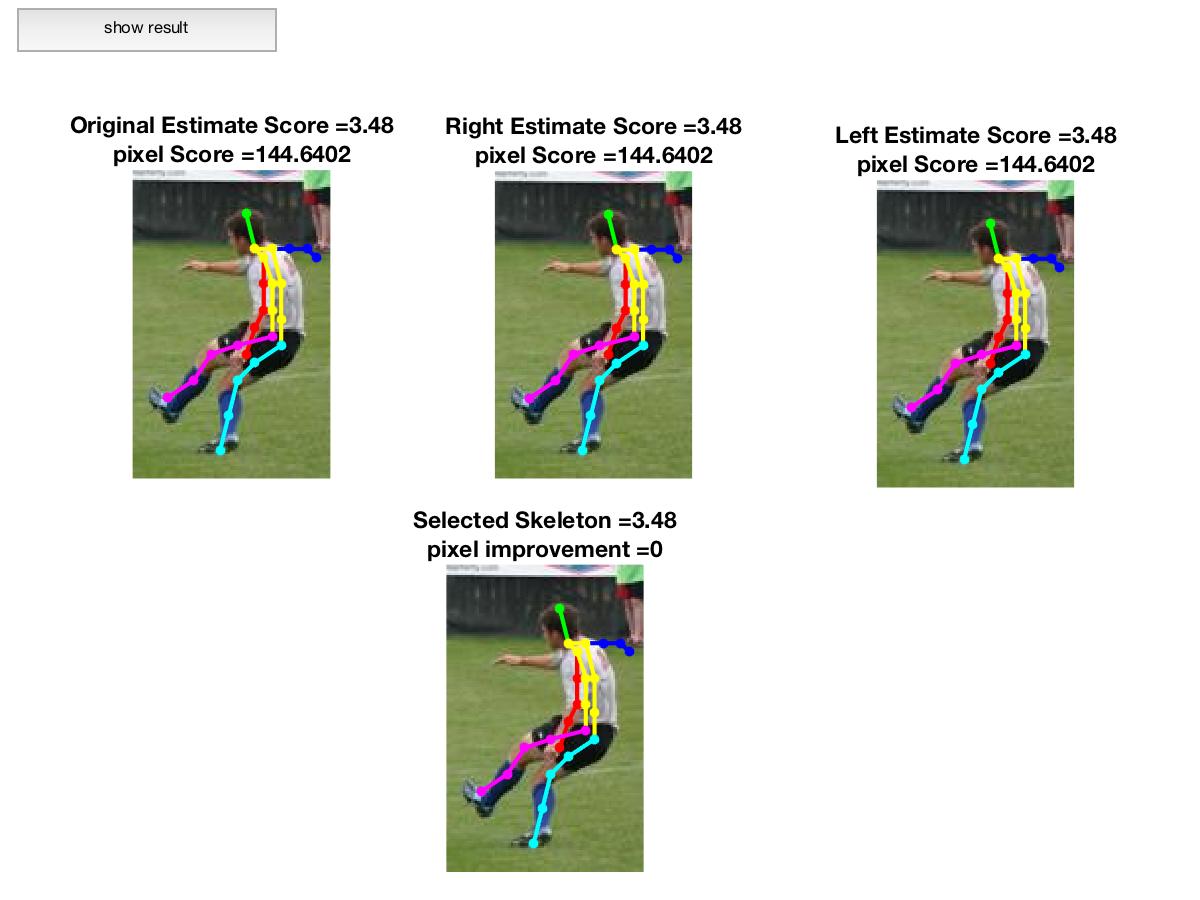 show result
Original Estimate Score =3.48
pixel Score =144.6402
Right Estimate Score =3.48
pixel Score =144.6402
Left Estimate Score =3.48
pixel Score =144.6402
Selected Skeleton =3.48
pixel improvement =0